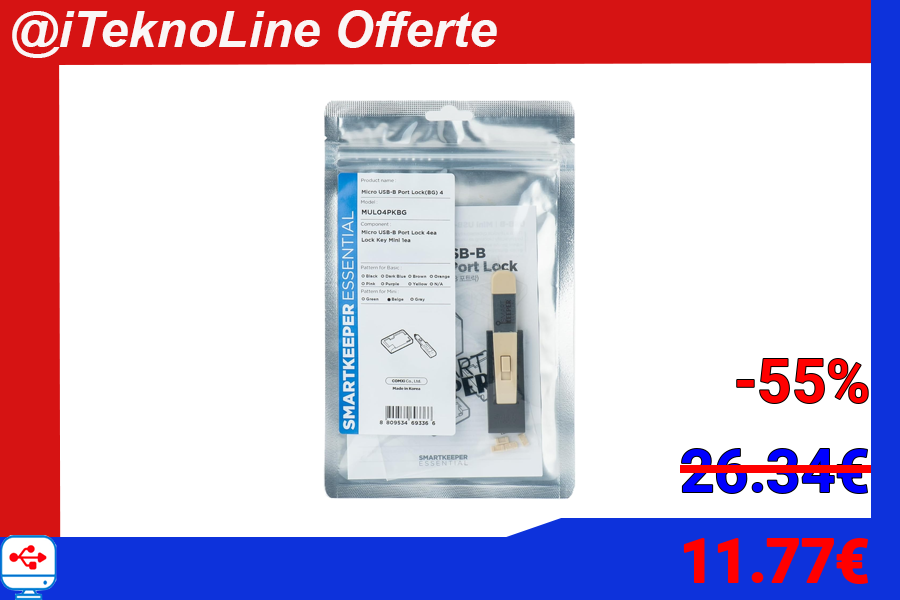 @iTeknoLine Offerte
Product name
Micro USB-B Port Lock(BG) 4
Model
MUL04PKBG
Component
Micro USB-B Port Lock 4ea
Lock Key Mini 1ea
Pattern for Basic
Black Dark Blue Brown Orange
Pink Purple Yellow N/A
Pattern for Mini
Green Beige Grey
COMXI Co., Ltd.
Made in Korea
8 809534 69336 6
SMARTKEEPER ESSENTIAL
SB-B
Port Lock
SMARTKEEPER
ESSENTIAL
-55%
26.34€
11.77€